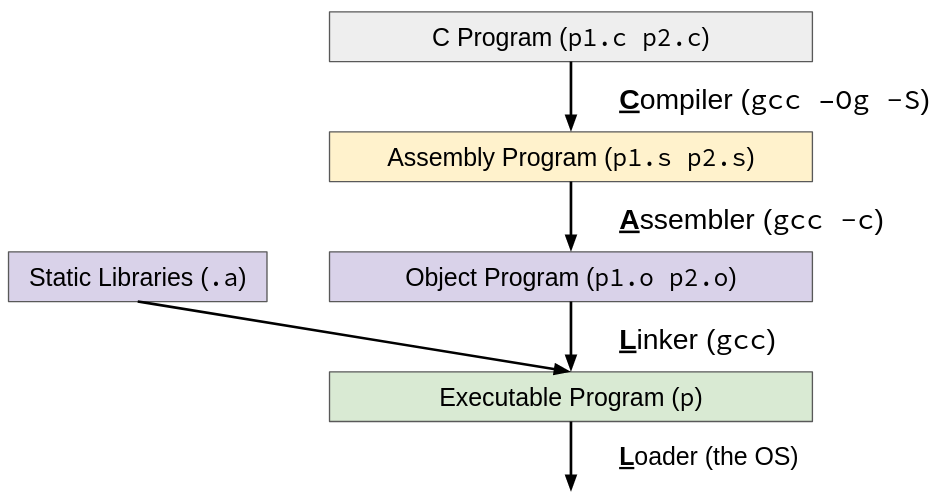 C Program (p1.c p2.c)
Compiler (gcc –Og –S)
Assembly Program (p1.s p2.s)
Assembler (gcc –c)
Static Libraries (.a)
Object Program (p1.o p2.o)
Linker (gcc)
Executable Program (p)
Loader (the OS)